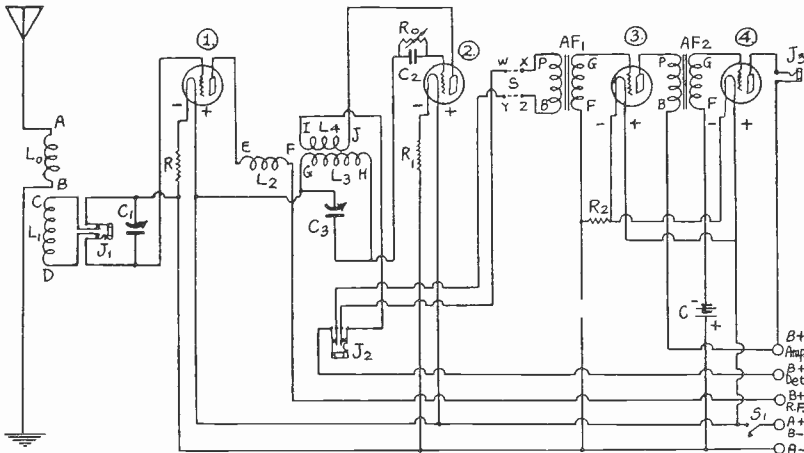 A
L0
B
C
L1
D
J1
C1
1.
-
+
R
E
L2
F
I
L4
J
G
L3
H
C3
R0
C2
2.
-
+
R1
J2
W
X
S
Y
Z
AF1
P
G
B
F
3.
-
+
R2
AF2
P
G
B
F
4.
-
+
J3
C
-
+
B+
Amp
B+
Det
B+
R.F.
S1
A+
B-
A-